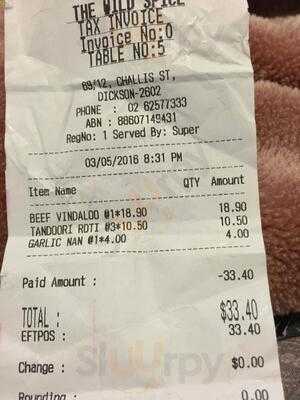 THE WILD SPICE
TAX INVOICE
Invoice No:0
TABLE NO:5
69/12, CHALLIS ST,
DICKSON-2602
PHONE : 02 62577333
ABN : 88607149431
RegNo: 1 Served By: Super
03/05/2016 8:31 PM
Item Name QTY Amount
BEEF VINDALOO @1*18.90 18.90
TANDOORI ROTI @3*10.50 10.50
GARLIC NAN @1*4.00 4.00
Paid Amount : -33.40
TOTAL : $33.40
EFTPOS : 33.40
Change : $0.00
Rounding : 0.00
Sluurpy